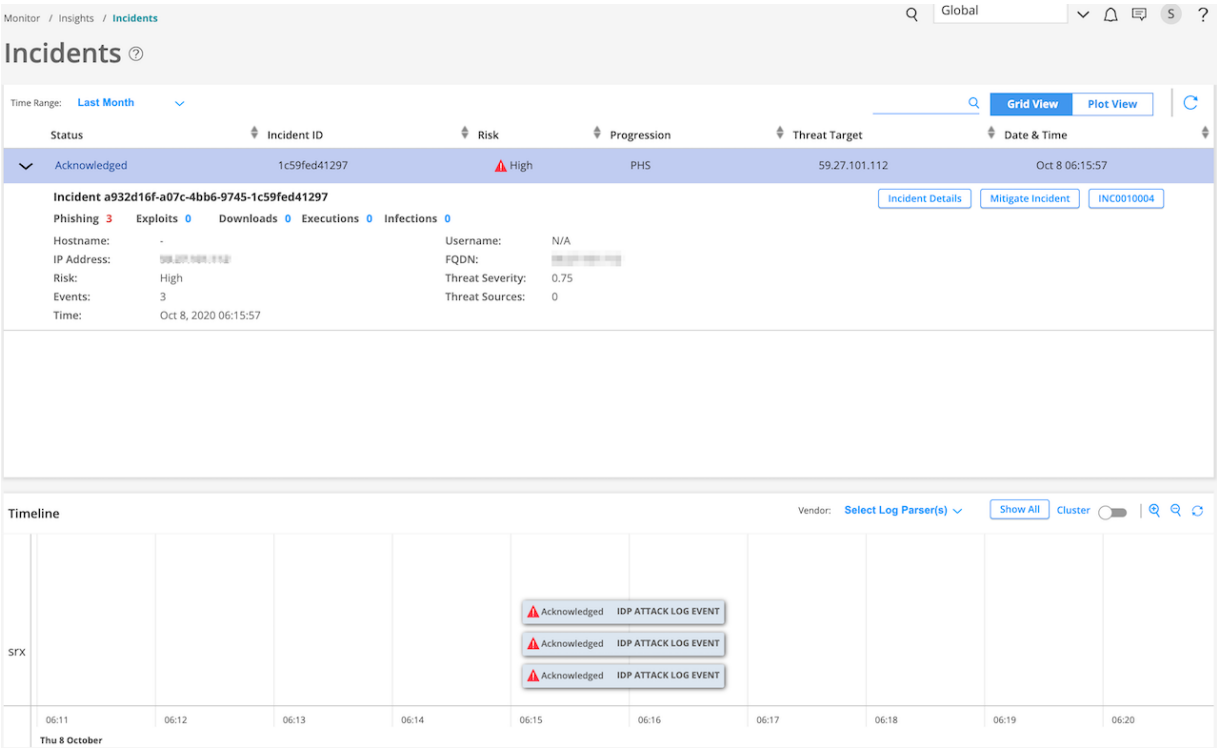 Monitor / Insights / Incidents
Global
S ?
Incidents ?
Time Range: Last Month
Grid View Plot View
Status Incident ID Risk Progression Threat Target Date & Time
Acknowledged 1c59fed41297 High PHS 59.27.101.112 Oct 8 06:15:57
Incident a932d16f-a07c-4bb6-9745-1c59fed41297 Incident Details Mitigate Incident INC0010004
Phishing 3 Exploits 0 Downloads 0 Executions 0 Infections 0
Hostname: - Username: N/A
IP Address: FQDN:
Risk: High Threat Severity: 0.75
Events: 3 Threat Sources: 0
Time: Oct 8, 2020 06:15:57
Timeline Vendor: Select Log Parser(s) Show All Cluster
Acknowledged IDP ATTACK LOG EVENT
Acknowledged IDP ATTACK LOG EVENT
srx
Acknowledged IDP ATTACK LOG EVENT
06:11 06:12 06:13 06:14 06:15 06:16 06:17 06:18 06:19 06:20
Thu 8 October